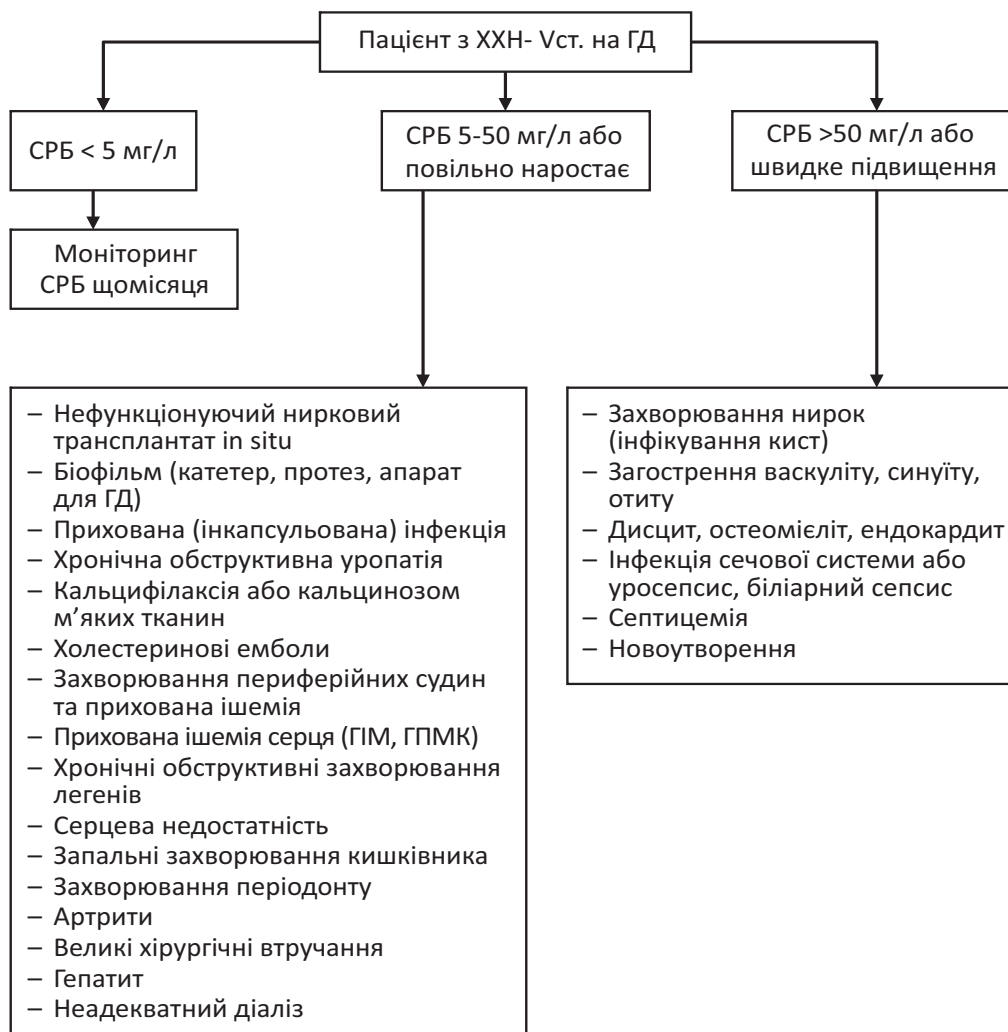 Пацієнт з ХХН- Vст. на ГД
СРБ < 5 мг/л
СРБ 5-50 мг/л або
повільно наростає
СРБ >50 мг/л або
швидке підвищення
Моніторинг
СРБ щомісяця
– Нефункціонуючий нирковий
трансплантат in situ
– Біофільм (катетер, протез, апарат
для ГД)
– Прихована (інкапсульована) інфекція
– Хронічна обструктивна уропатія
– Кальцифілаксія або кальцинозом
м’яких тканин
– Холестеринові емболи
– Захворювання периферійних судин
та прихована ішемія
– Прихована ішемія серця (ГІМ, ГПМК)
– Хронічні обструктивні захворювання
легенів
– Серцева недостатність
– Запальні захворювання кишківника
– Захворювання періодонту
– Артрити
– Великі хірургічні втручання
– Гепатит
– Неадекватний діаліз
– Захворювання нирок
(інфікування кист)
– Загострення васкуліту, синуїту,
отиту
– Дисцит, остеомієліт, ендокардит
– Інфекція сечової системи або
уросепсис, біліарний сепсис
– Септицемія
– Новоутворення